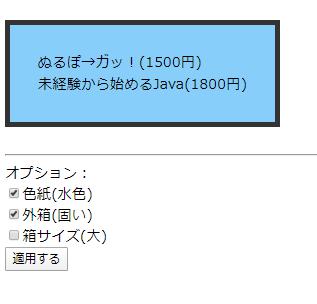 ぬるぽ→ガッ！(1500円)
未経験から始めるJava(1800円)
オプション：
色紙(水色)
外箱(固い)
箱サイズ(大)
適用する